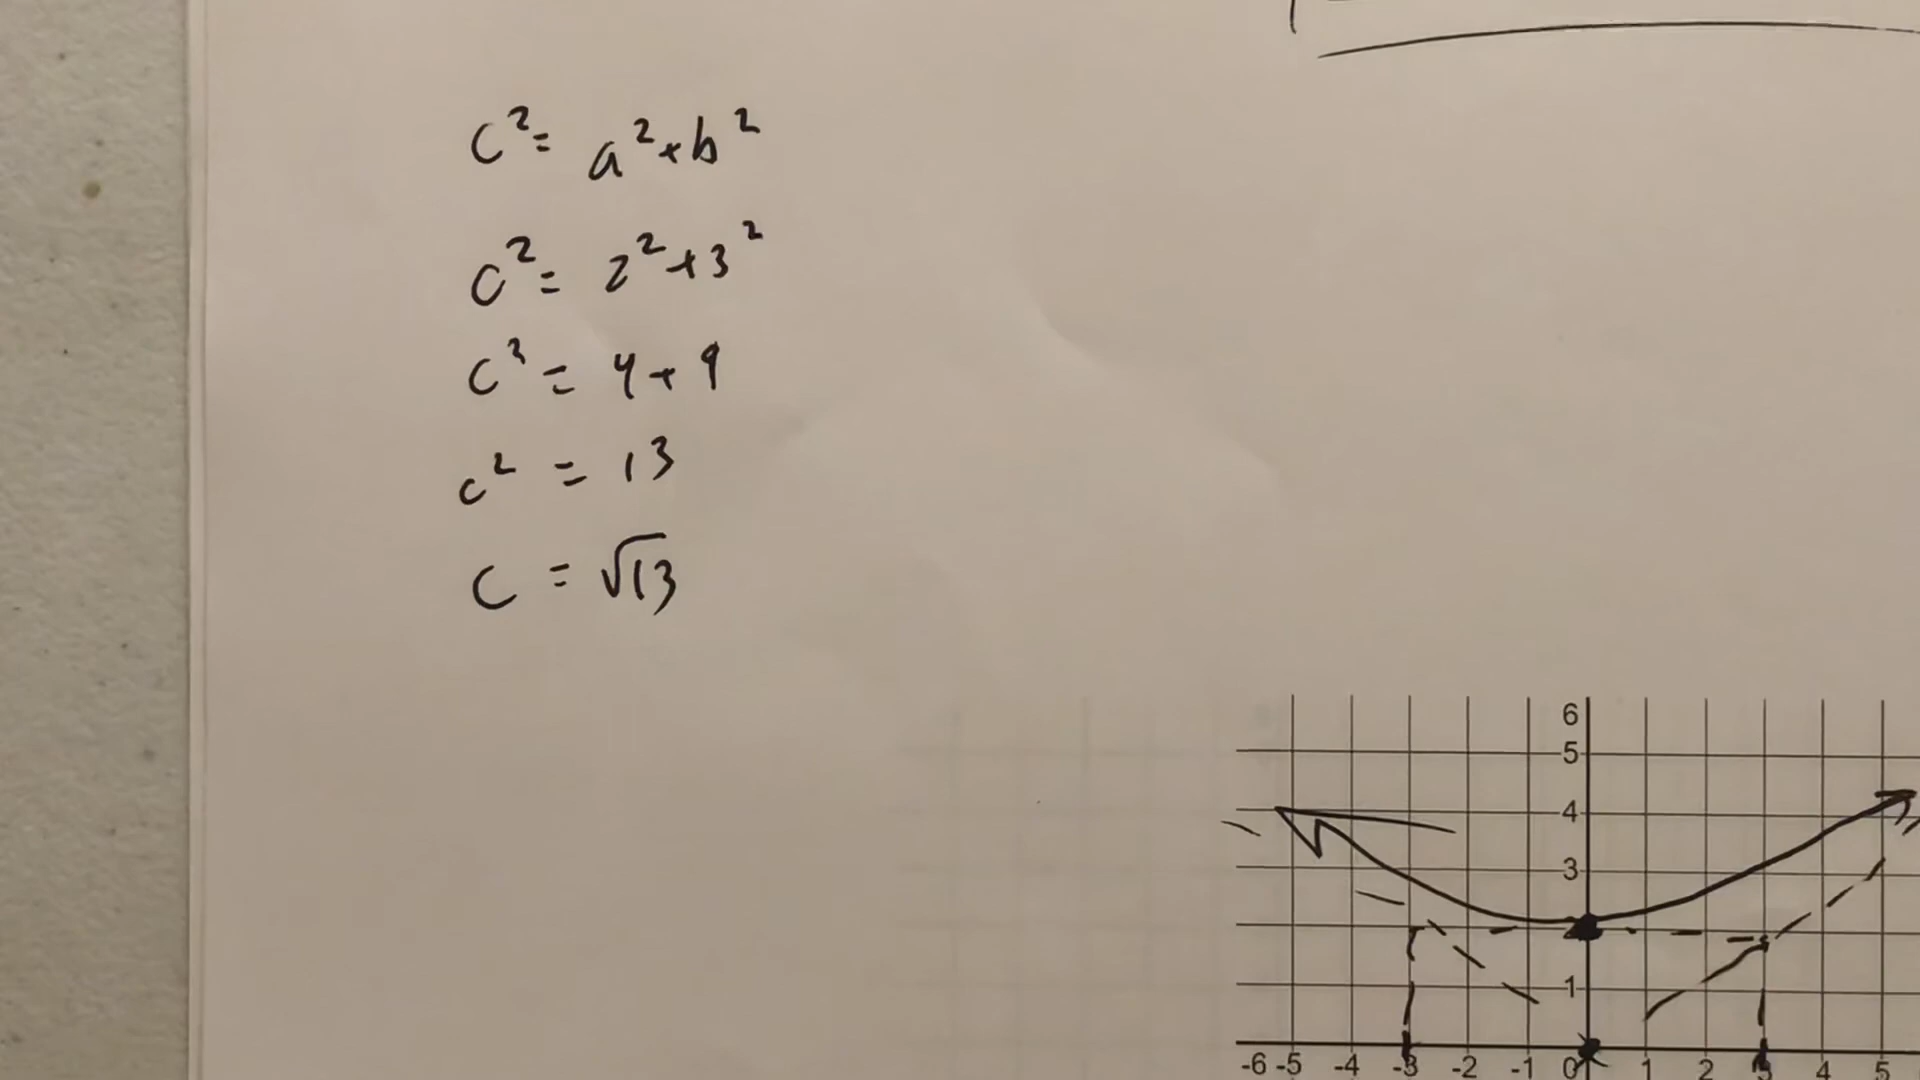 c² = a² + b²
c² = 2² + 3²
c² = 4 + 9
c² = 13
c = √13
6
5
4
3
1
-6 -5 -4 -3 -2 -1 0 1 2 3 4 5